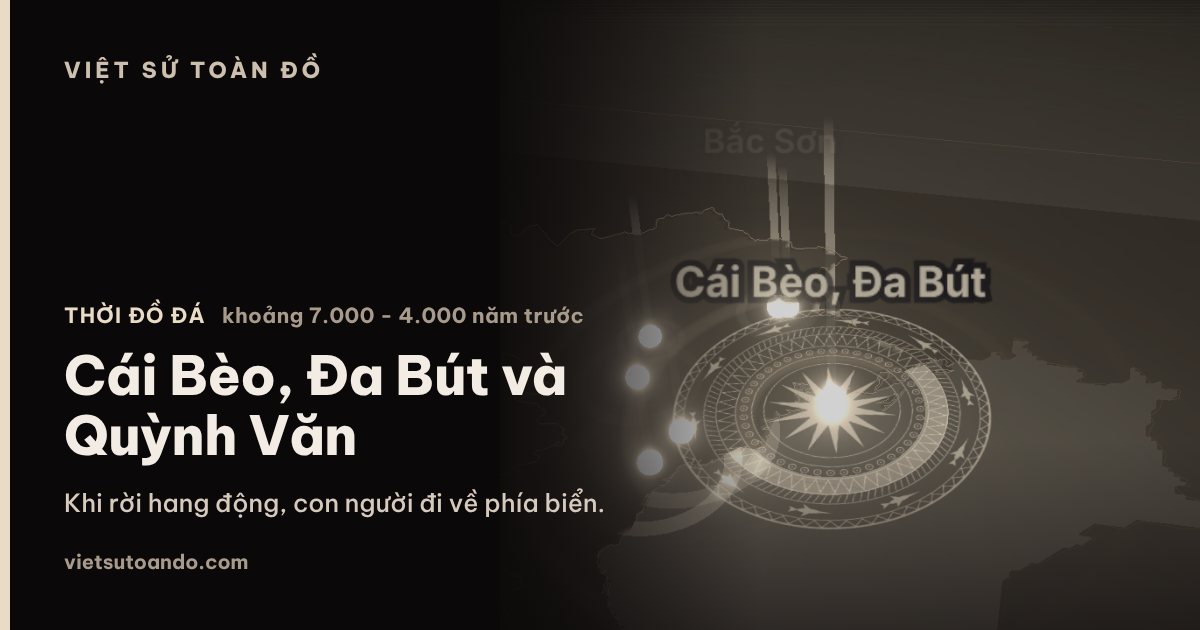 VIỆT SỬ TOÀN ĐỒ
Bắc Sơn
Cái Bèo, Đa Bút
THỜI ĐỒ ĐÁ khoảng 7.000 - 4.000 năm trước
Cái Bèo, Đa Bút và
Quỳnh Văn
Khi rời hang động, con người đi về phía biển.
vietsutoando.com